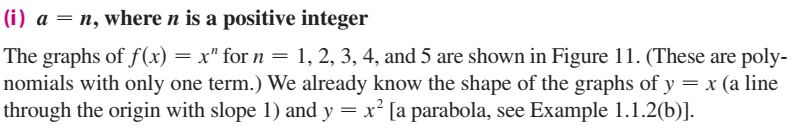 (i) a = n, where n is a positive integer
The graphs of f(x) = xⁿ for n = 1, 2, 3, 4, and 5 are shown in Figure 11. (These are poly-
nomials with only one term.) We already know the shape of the graphs of y = x (a line
through the origin with slope 1) and y = x² [a parabola, see Example 1.1.2(b)].